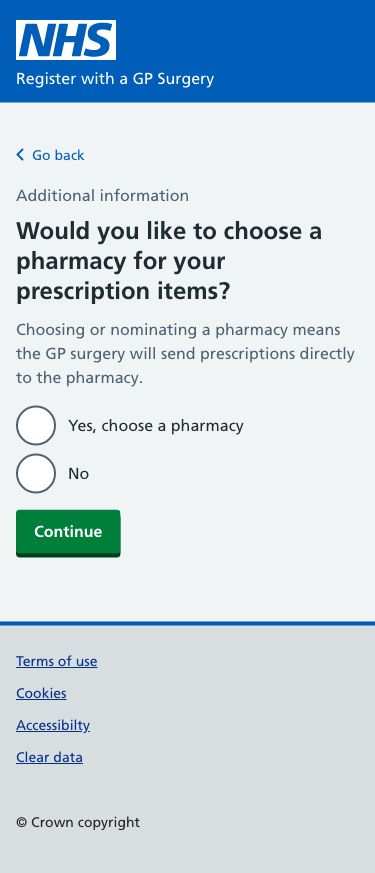 NHS
Register with a GP Surgery
Go back
Additional information
Would you like to choose a
pharmacy for your
prescription items?
Choosing or nominating a pharmacy means
the GP surgery will send prescriptions directly
to the pharmacy.
Yes, choose a pharmacy
No
Continue
Terms of use
Cookies
Accessibilty
Clear data
© Crown copyright